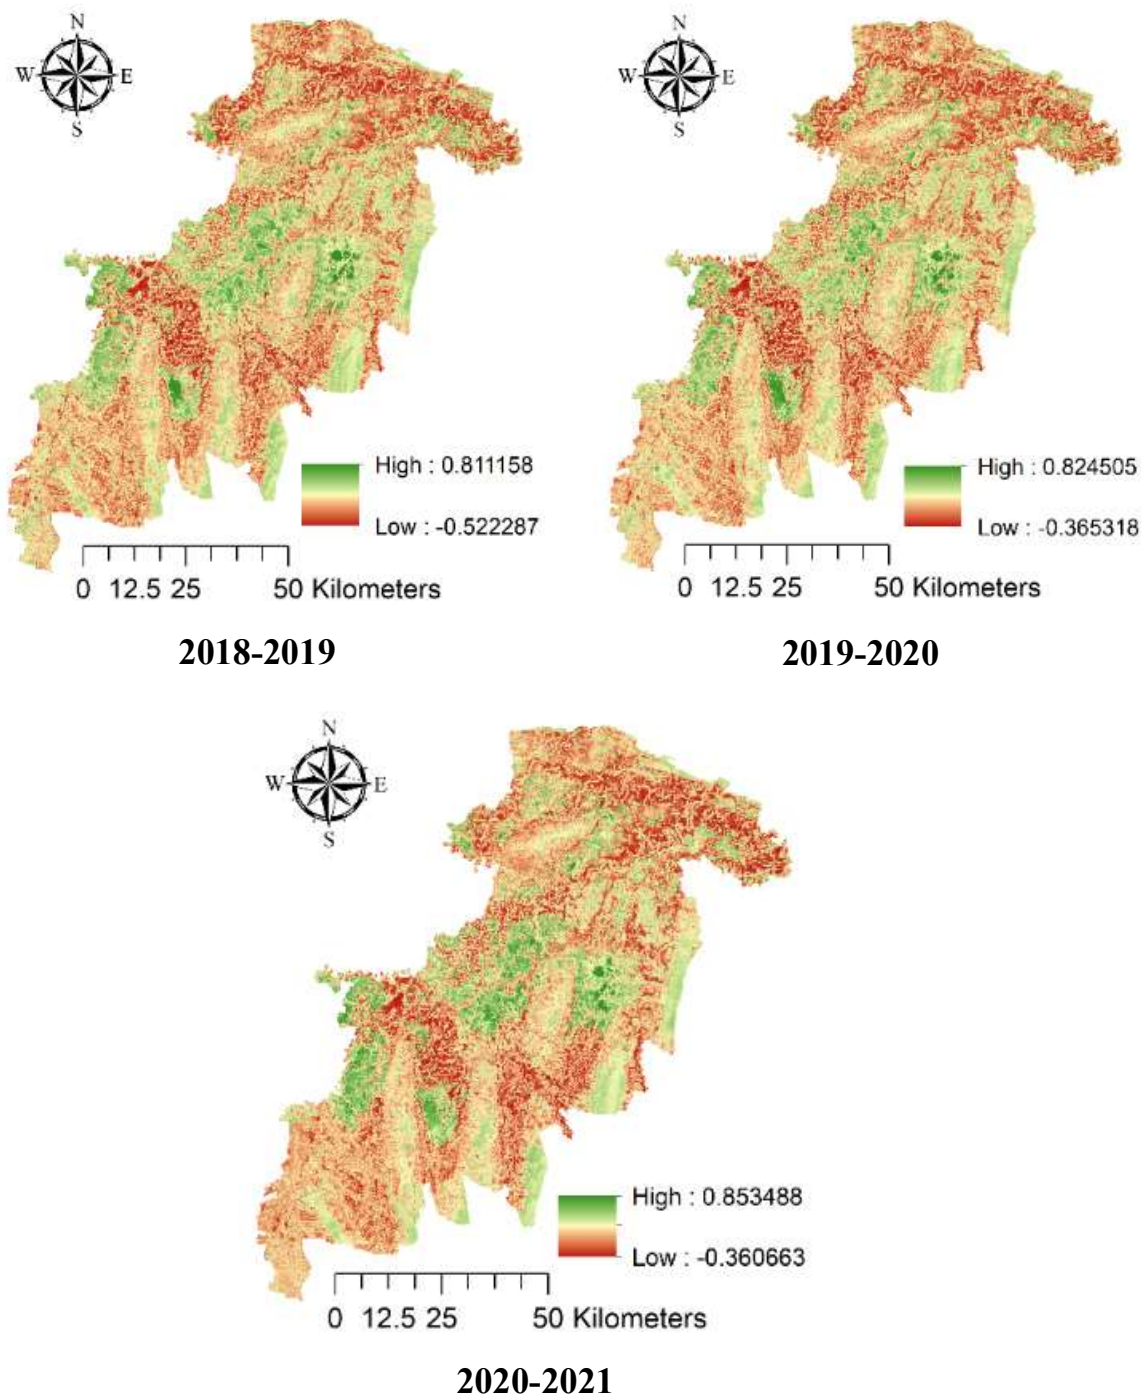 N
W E
S
High : 0.811158
Low : -0.522287
0 12.5 25 50 Kilometers
2018-2019
N
W E
S
High : 0.824505
Low : -0.365318
0 12.5 25 50 Kilometers
2019-2020
N
W E
S
High : 0.853488
Low : -0.360663
0 12.5 25 50 Kilometers
2020-2021